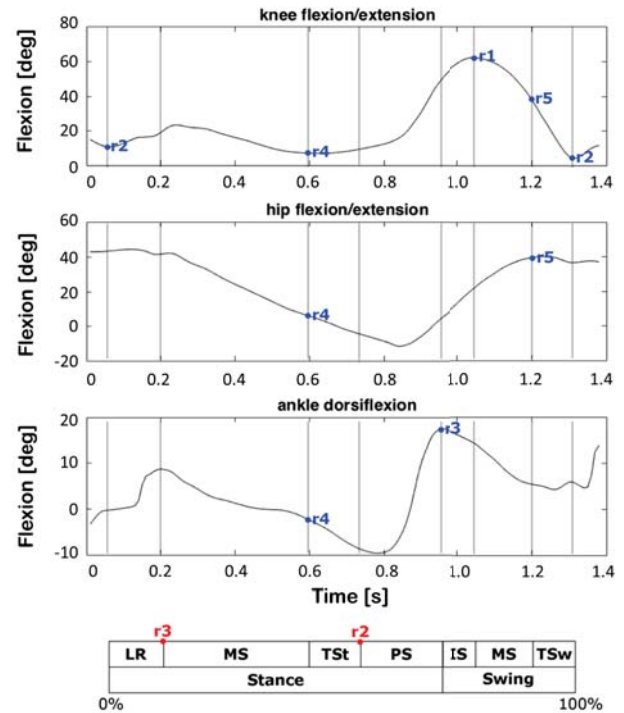 knee flexion/extension
80
60
40
20
0
Flexion [deg]
r2
r4
r1
r5
r2
0 0.2 0.4 0.6 0.8 1.0 1.2 1.4
hip flexion/extension
60
40
20
0
-20
Flexion [deg]
r4
r5
0 0.2 0.4 0.6 0.8 1.0 1.2 1.4
ankle dorsiflexion
20
10
0
-10
Flexion [deg]
r4
r3
0 0.2 0.4 0.6 0.8 1.0 1.2 1.4
Time [s]
r3 r2
LR MS TSt PS IS MS TSw
Stance Swing
0% 100%